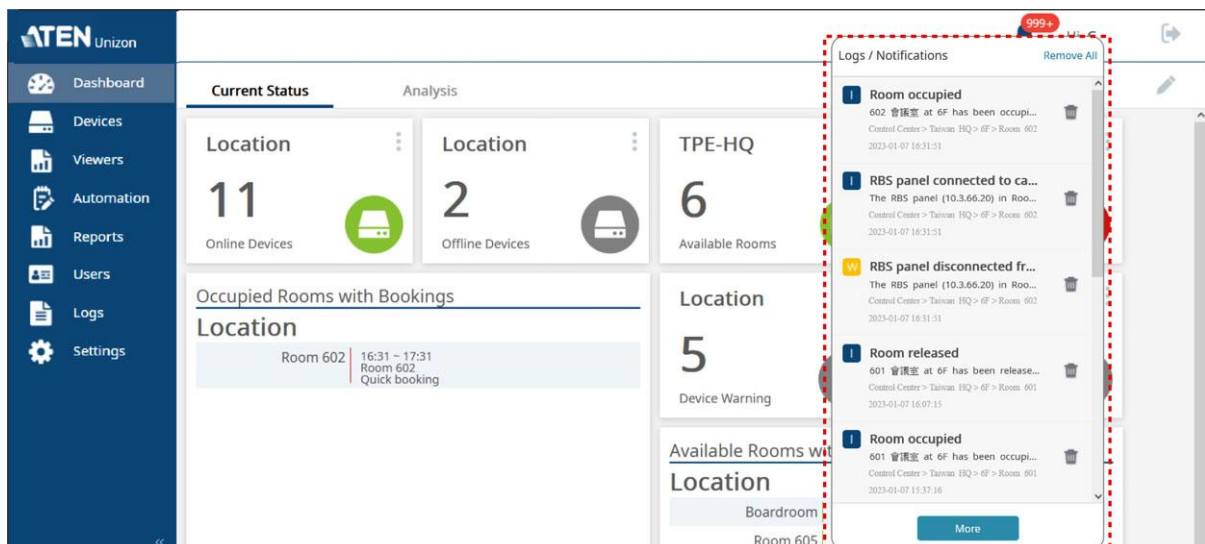 ATEN Unizon
Dashboard
Devices
Viewers
Automation
Reports
Users
Logs
Settings
«
999+
Current Status
Analysis
Location
11
Online Devices
Location
2
Offline Devices
TPE-HQ
6
Available Rooms
Occupied Rooms with Bookings
Location
Room 602
16:31 ~ 17:31
Room 602
Quick booking
Location
5
Device Warning
Available Rooms
Location
Boardroom
Room 605
Logs / Notifications
Remove All
I Room occupied
602 會議室 at 6F has been occupi...
Control Center > Taiwan HQ > 6F > Room 602
2023-01-07 16:31:51
I RBS panel connected to ca...
The RBS panel (10.3.66.20) in Roo...
Control Center > Taiwan HQ > 6F > Room 602
2023-01-07 16:31:51
W RBS panel disconnected fr...
The RBS panel (10.3.66.20) in Roo...
Control Center > Taiwan HQ > 6F > Room 602
2023-01-07 16:31:51
I Room released
601 會議室 at 6F has been release...
Control Center > Taiwan HQ > 6F > Room 601
2023-01-07 16:07:15
I Room occupied
601 會議室 at 6F has been occupi...
Control Center > Taiwan HQ > 6F > Room 601
2023-01-07 15:37:16
More